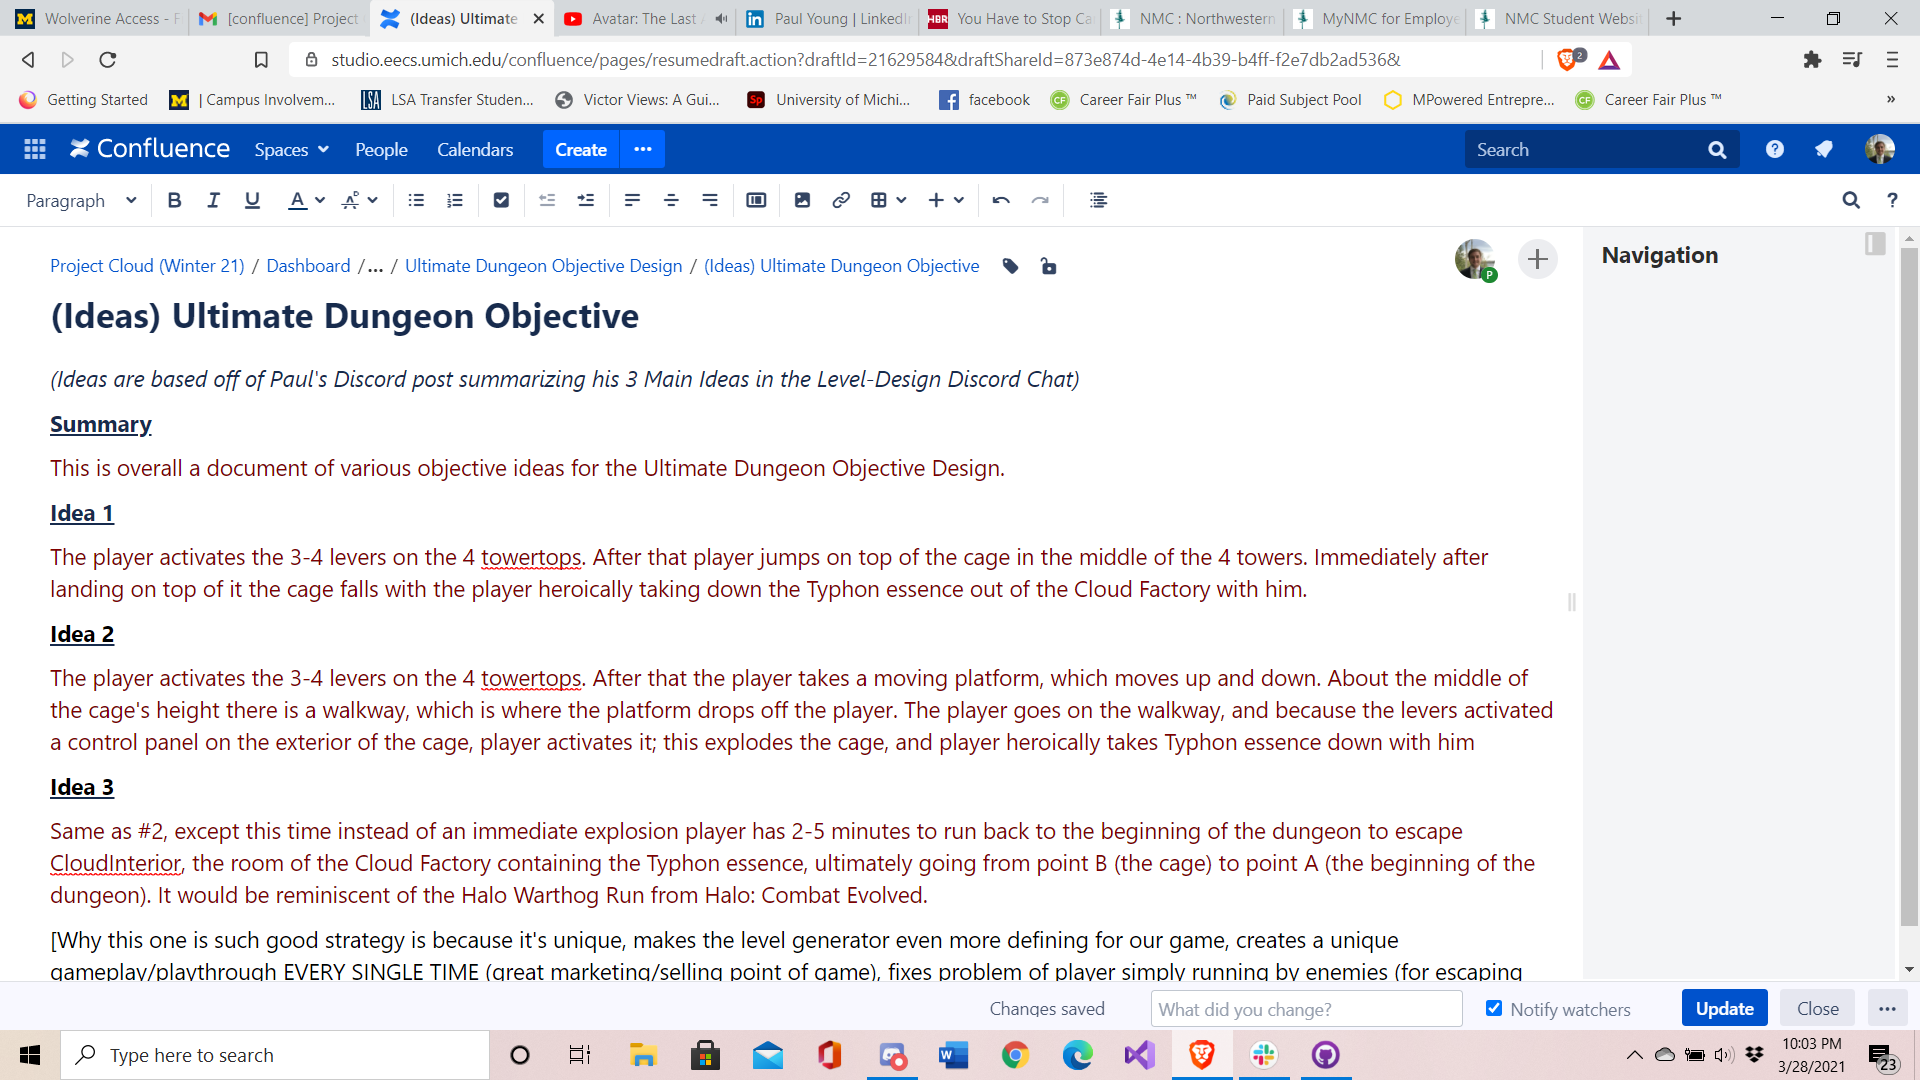 Wolverine Access - F
[confluence] Project
(Ideas) Ultimate
Avatar: The Last A
Paul Young | LinkedIn
You Have to Stop Ca
NMC : Northwestern
MyNMC for Employe
NMC Student Websi
studio.eecs.umich.edu/confluence/pages/resumedraft.action?draftId=21629584&draftShareId=873e874d-4e14-4b39-b4ff-f2e7db2ad536&
2
Getting Started
| Campus Involvem...
LSA Transfer Studen...
Victor Views: A Gui...
University of Michi...
facebook
Career Fair Plus ™
Paid Subject Pool
MPowered Entrepre...
Career Fair Plus ™
»
Confluence
Spaces
People
Calendars
Create
...
Search
Paragraph
B I U A
Project Cloud (Winter 21) / Dashboard /... / Ultimate Dungeon Objective Design / (Ideas) Ultimate Dungeon Objective
P
Navigation
(Ideas) Ultimate Dungeon Objective
(Ideas are based off of Paul's Discord post summarizing his 3 Main Ideas in the Level-Design Discord Chat)
Summary
This is overall a document of various objective ideas for the Ultimate Dungeon Objective Design.
Idea 1
The player activates the 3-4 levers on the 4 towertops. After that player jumps on top of the cage in the middle of the 4 towers. Immediately after
landing on top of it the cage falls with the player heroically taking down the Typhon essence out of the Cloud Factory with him.
Idea 2
The player activates the 3-4 levers on the 4 towertops. After that the player takes a moving platform, which moves up and down. About the middle of
the cage's height there is a walkway, which is where the platform drops off the player. The player goes on the walkway, and because the levers activated
a control panel on the exterior of the cage, player activates it; this explodes the cage, and player heroically takes Typhon essence down with him
Idea 3
Same as #2, except this time instead of an immediate explosion player has 2-5 minutes to run back to the beginning of the dungeon to escape
CloudInterior, the room of the Cloud Factory containing the Typhon essence, ultimately going from point B (the cage) to point A (the beginning of the
dungeon). It would be reminiscent of the Halo Warthog Run from Halo: Combat Evolved.
[Why this one is such good strategy is because it's unique, makes the level generator even more defining for our game, creates a unique
gameplay/playthrough EVERY SINGLE TIME (great marketing/selling point of game), fixes problem of player simply running by enemies (for escaping
Changes saved
What did you change?
Notify watchers
Update
Close
...
Type here to search
10:03 PM
3/28/2021
23